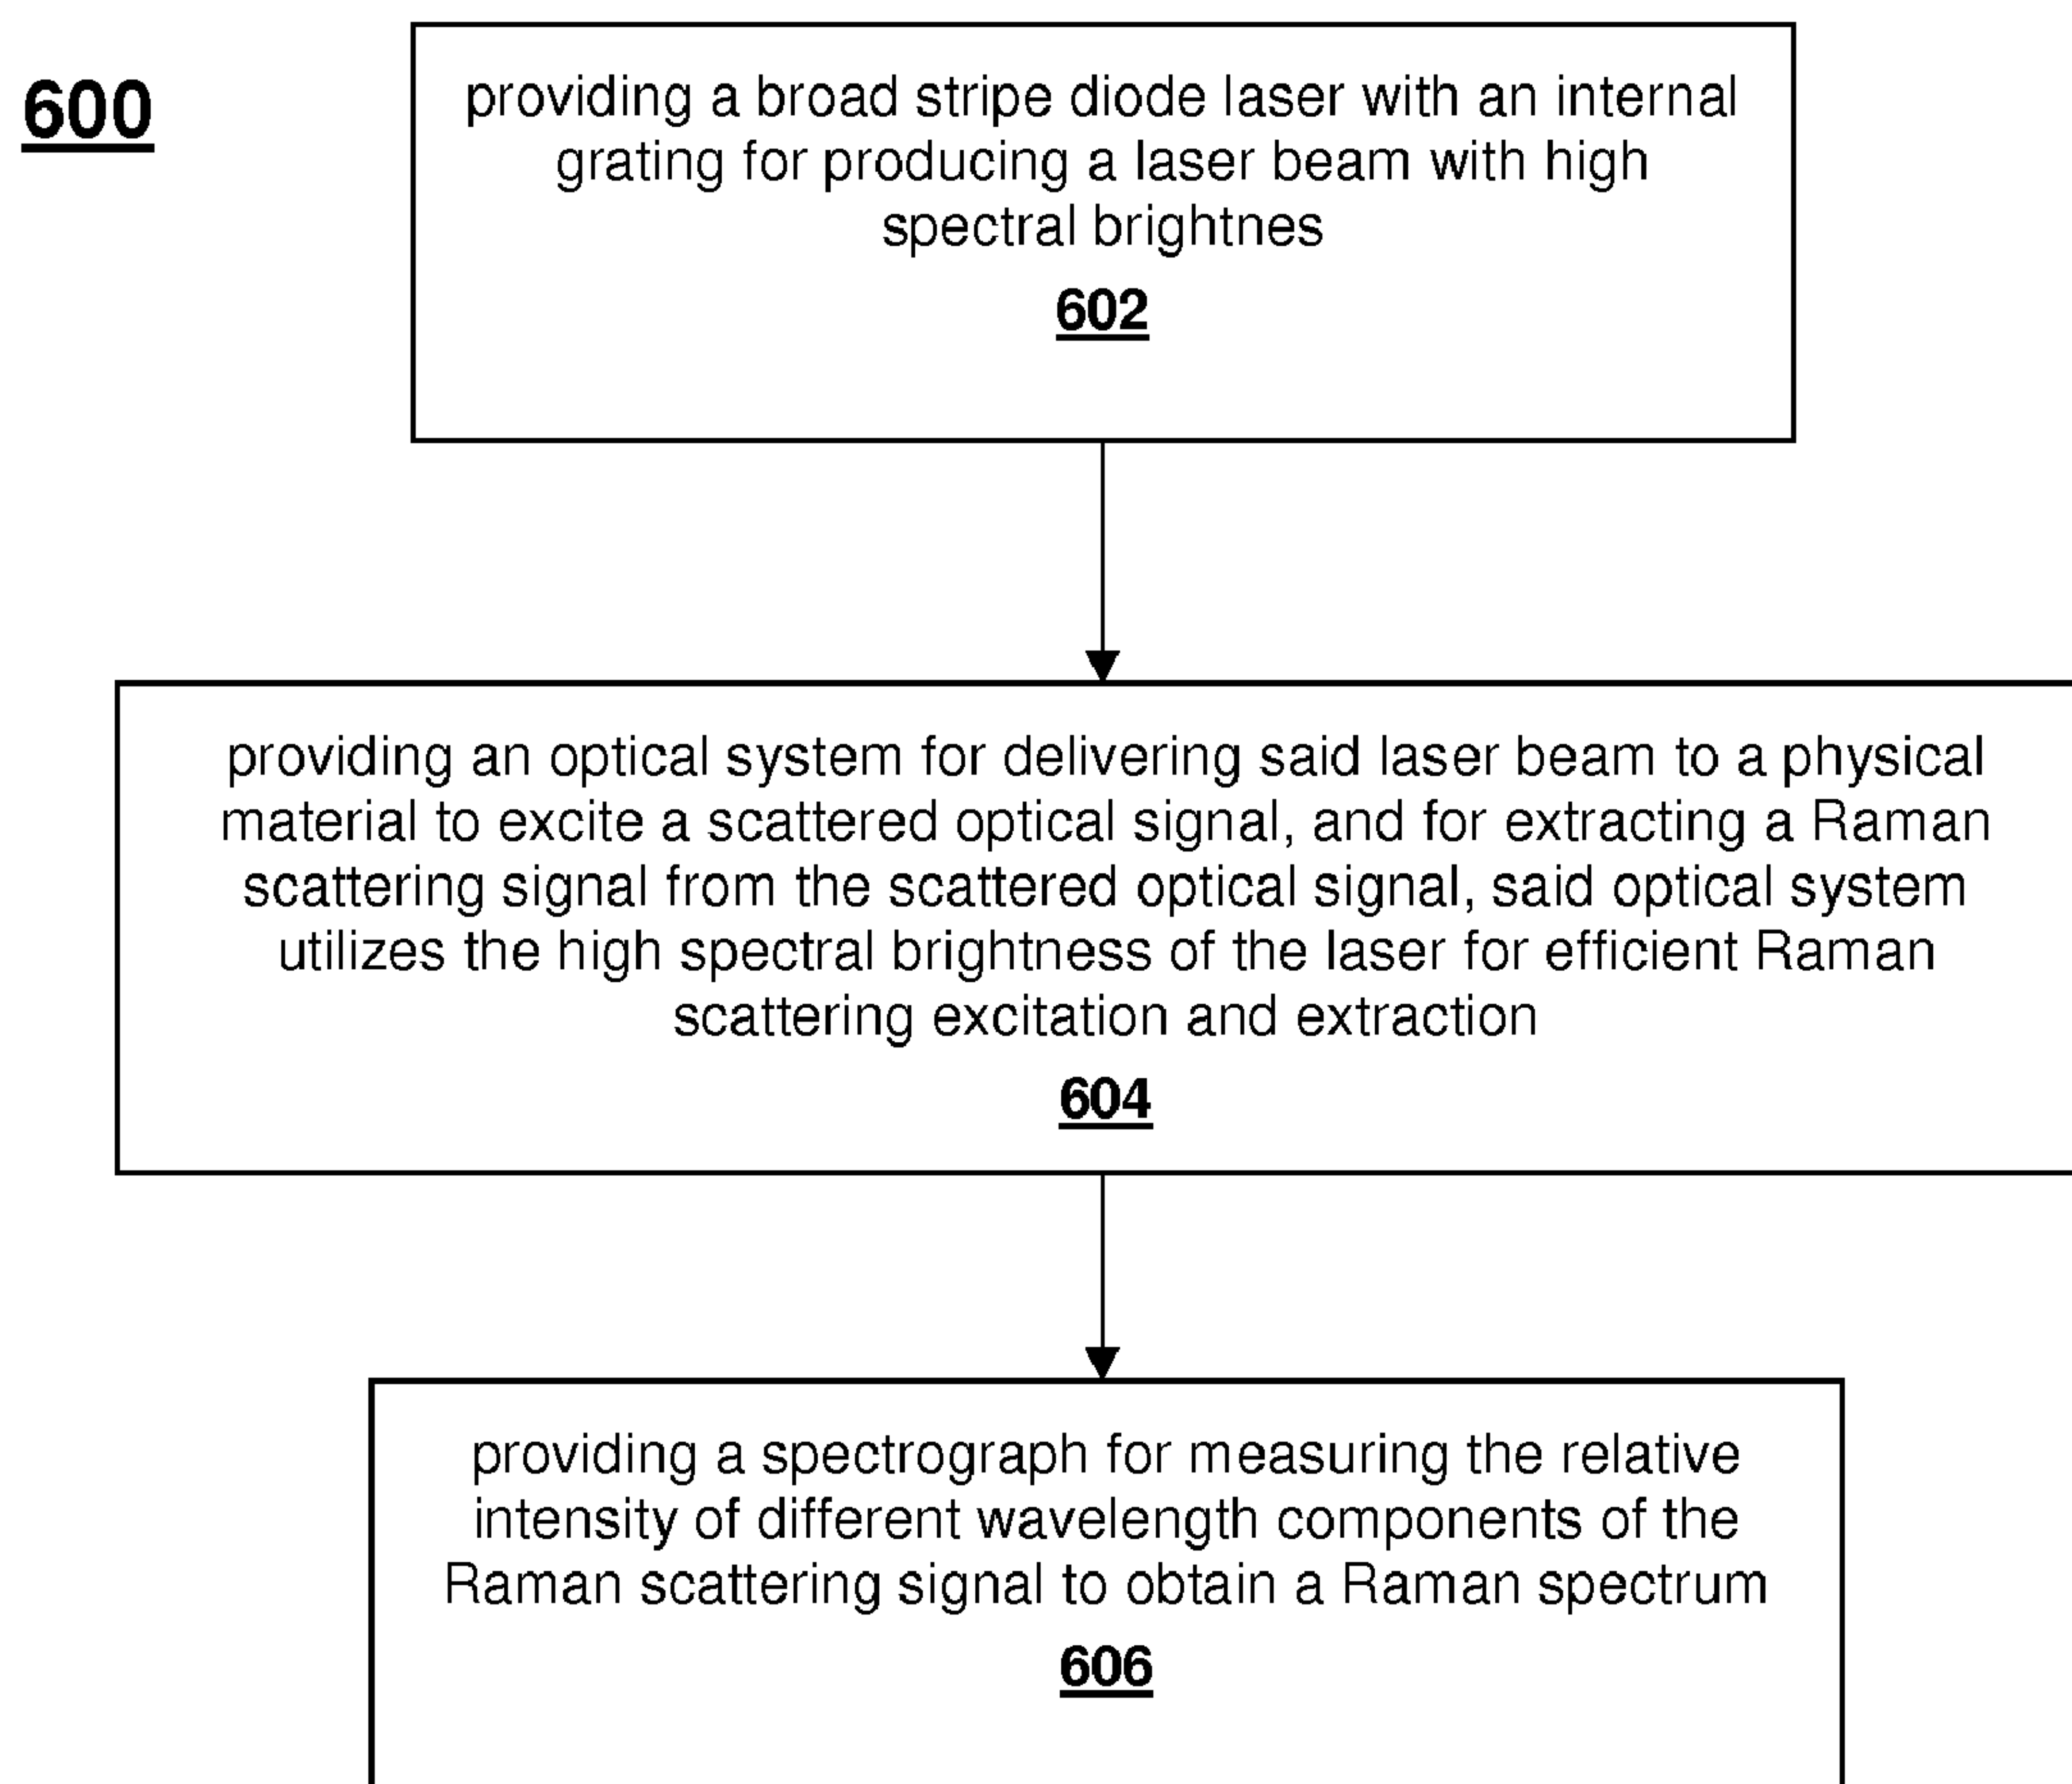 600
providing a broad stripe diode laser with an internal
grating for producing a laser beam with high
spectral brightnes
602
providing an optical system for delivering said laser beam to a physical
material to excite a scattered optical signal, and for extracting a Raman
scattering signal from the scattered optical signal, said optical system
utilizes the high spectral brightness of the laser for efficient Raman
scattering excitation and extraction
604
providing a spectrograph for measuring the relative
intensity of different wavelength components of the
Raman scattering signal to obtain a Raman spectrum
606